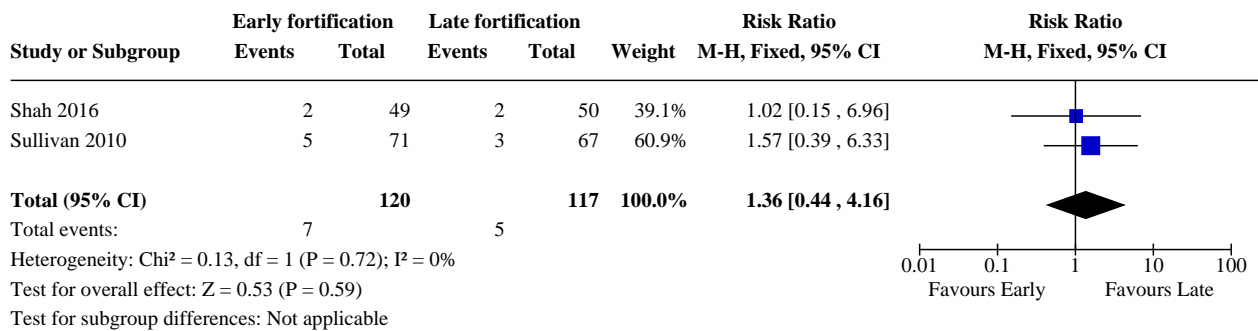 Early fortification Late fortification Risk Ratio Risk Ratio
Study or Subgroup Events Total Events Total Weight M-H, Fixed, 95% CI M-H, Fixed, 95% CI
Shah 2016 2 49 2 50 39.1% 1.02 [0.15 , 6.96]
Sullivan 2010 5 71 3 67 60.9% 1.57 [0.39 , 6.33]
Total (95% CI) 120 117 100.0% 1.36 [0.44 , 4.16]
Total events: 7 5
Heterogeneity: Chi² = 0.13, df = 1 (P = 0.72); I² = 0%
0.01 0.1 1 10 100
Test for overall effect: Z = 0.53 (P = 0.59)
Favours Early Favours Late
Test for subgroup differences: Not applicable